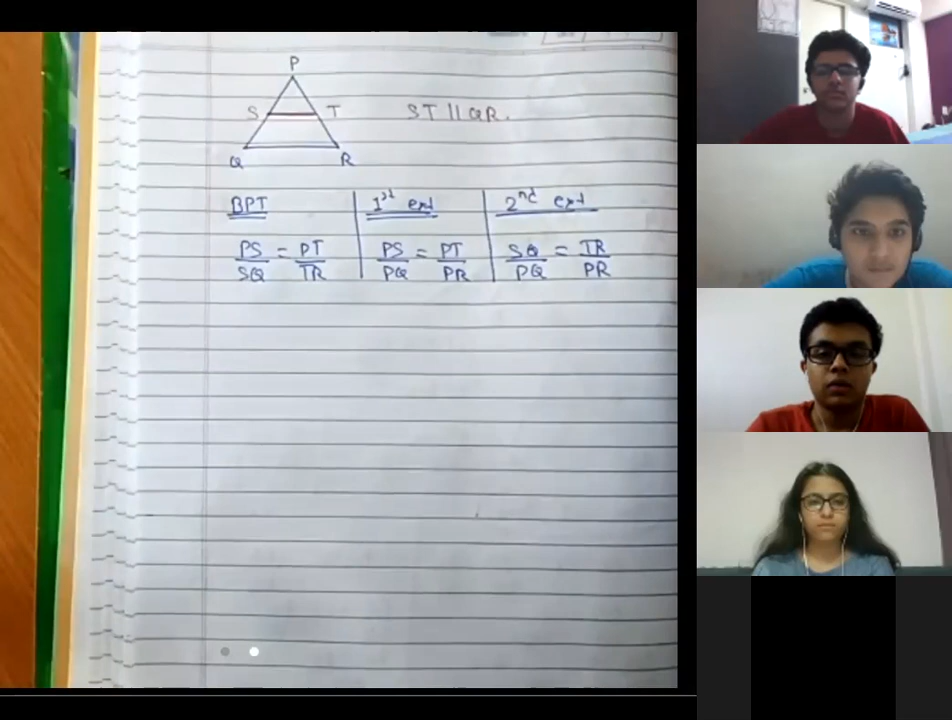 P
S T ST || QR.
Q R
BPT 1st ext 2nd ext
PS/SQ = PT/TR PS/PQ = PT/PR SQ/PQ = TR/PR